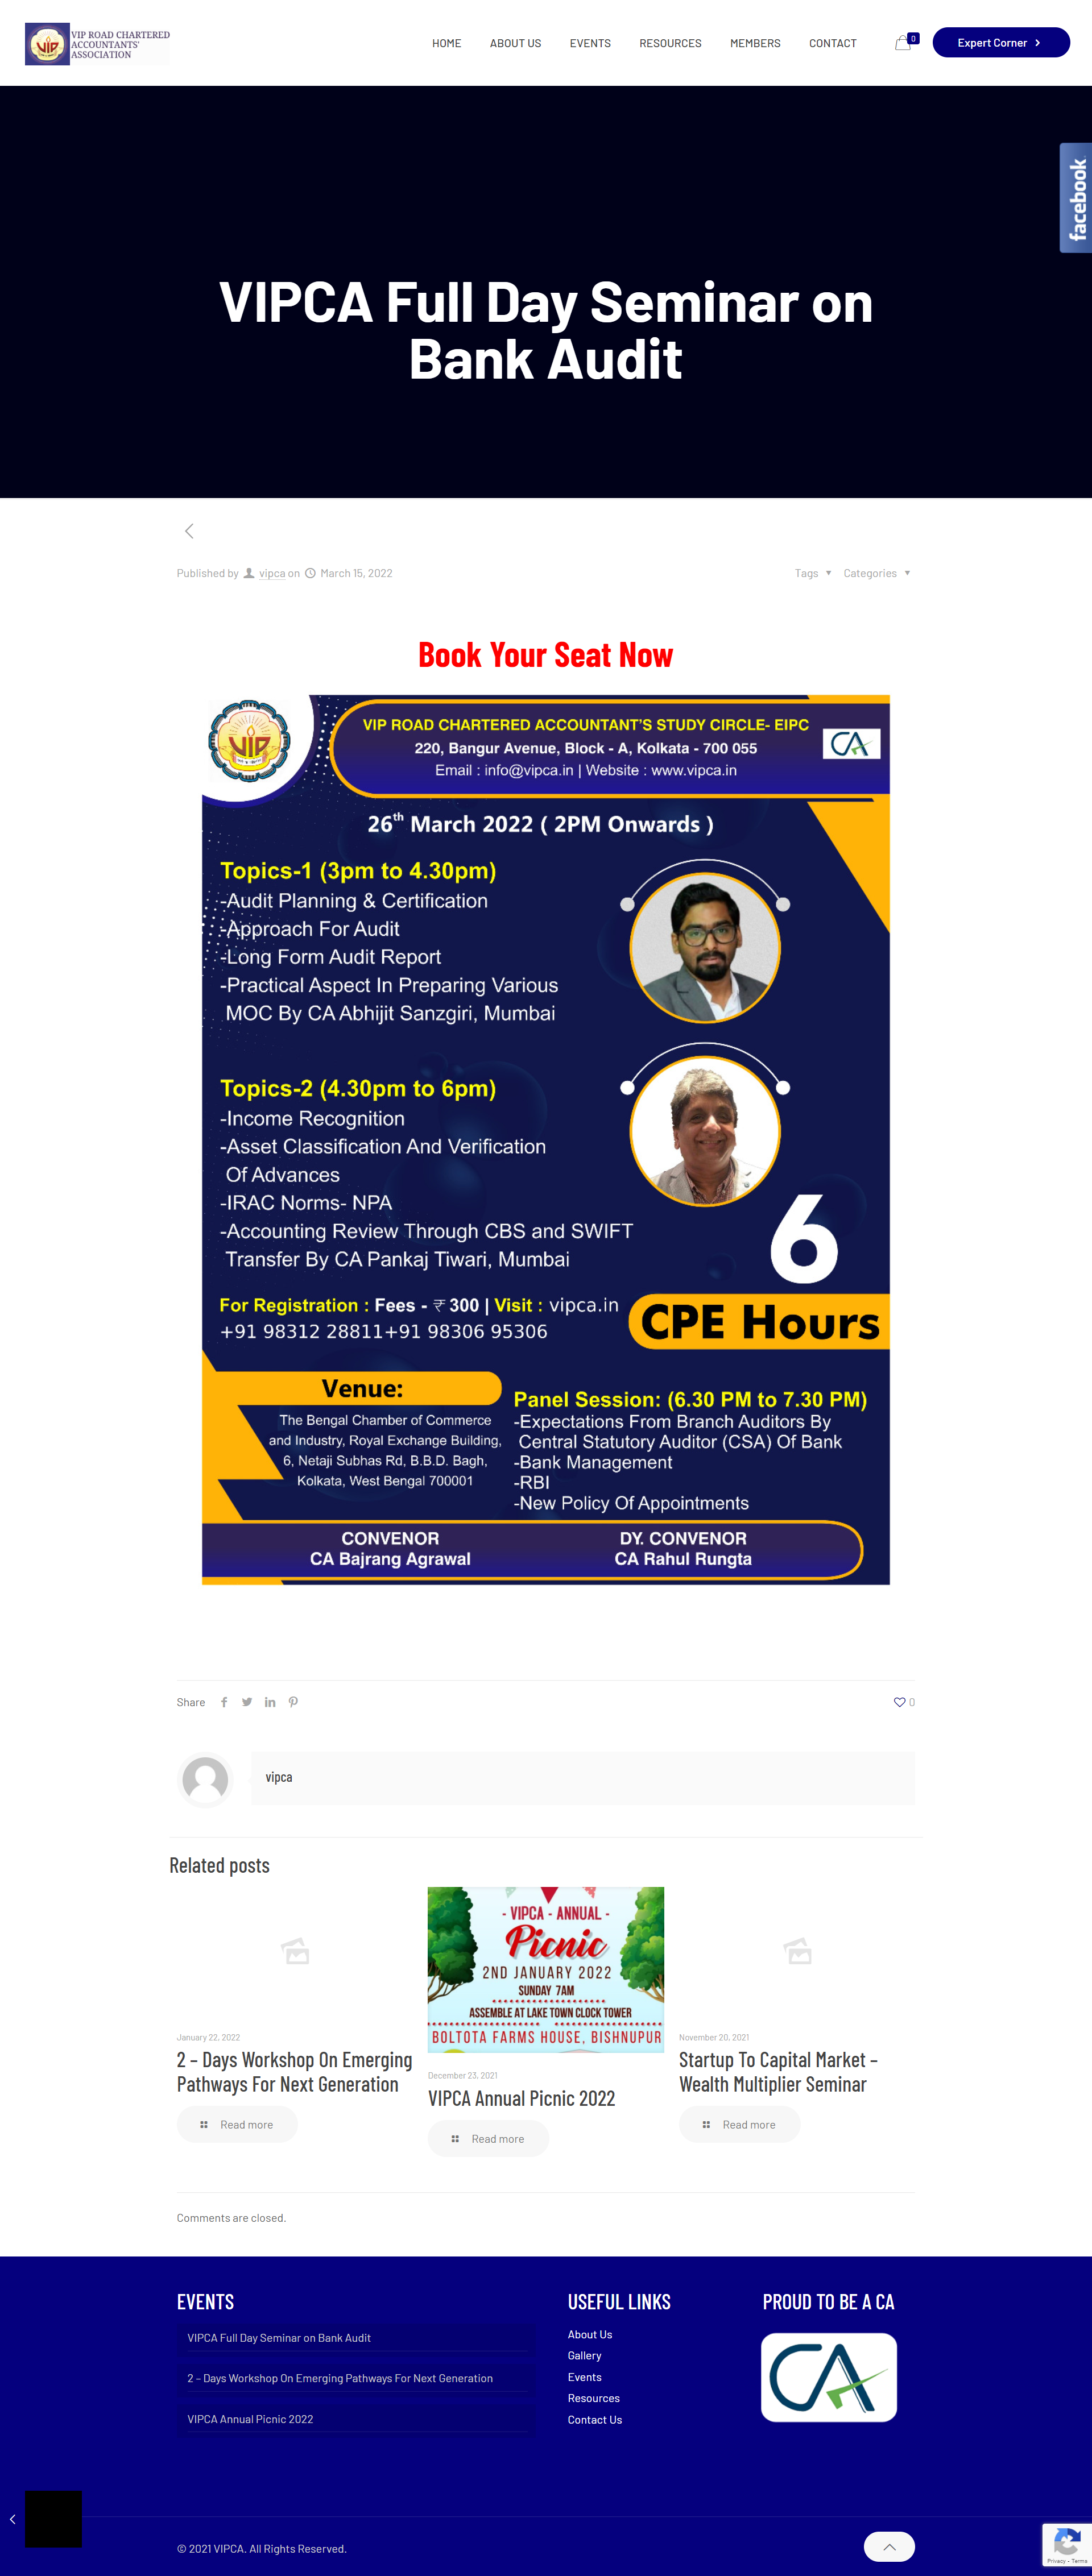 VIP ROAD CHARTERED
ACCOUNTANTS'
ASSOCIATION
HOME
ABOUT US
EVENTS
RESOURCES
MEMBERS
CONTACT
0
Expert Corner
facebook
VIPCA Full Day Seminar on
Bank Audit
Published by vipca on March 15, 2022
Tags
Categories
Book Your Seat Now
VIP
VIP ROAD CHARTERED ACCOUNTANT'S STUDY CIRCLE- EIPC
220, Bangur Avenue, Block - A, Kolkata - 700 055
Email : info@vipca.in | Website : www.vipca.in
CA
26th March 2022 ( 2PM Onwards )
Topics-1 (3pm to 4.30pm)
-Audit Planning & Certification
-Approach For Audit
-Long Form Audit Report
-Practical Aspect In Preparing Various
MOC By CA Abhijit Sanzgiri, Mumbai
Topics-2 (4.30pm to 6pm)
-Income Recognition
-Asset Classification And Verification
Of Advances
-IRAC Norms- NPA
-Accounting Review Through CBS and SWIFT
Transfer By CA Pankaj Tiwari, Mumbai
6
CPE Hours
For Registration : Fees - ₹ 300 | Visit : vipca.in
+91 98312 28811+91 98306 95306
Venue:
The Bengal Chamber of Commerce
and Industry, Royal Exchange Building,
6, Netaji Subhas Rd, B.B.D. Bagh,
Kolkata, West Bengal 700001
Panel Session: (6.30 PM to 7.30 PM)
-Expectations From Branch Auditors By
Central Statutory Auditor (CSA) Of Bank
-Bank Management
-RBI
-New Policy Of Appointments
CONVENOR
CA Bajrang Agrawal
DY. CONVENOR
CA Rahul Rungta
Share
0
vipca
Related posts
January 22, 2022
2 – Days Workshop On Emerging
Pathways For Next Generation
Read more
- VIPCA - ANNUAL -
Picnic
2ND JANUARY 2022
SUNDAY 7AM
ASSEMBLE AT LAKE TOWN CLOCK TOWER
BOLTOTA FARMS HOUSE, BISHNUPUR
December 23, 2021
VIPCA Annual Picnic 2022
Read more
November 20, 2021
Startup To Capital Market –
Wealth Multiplier Seminar
Read more
Comments are closed.
EVENTS
VIPCA Full Day Seminar on Bank Audit
2 – Days Workshop On Emerging Pathways For Next Generation
VIPCA Annual Picnic 2022
USEFUL LINKS
About Us
Gallery
Events
Resources
Contact Us
PROUD TO BE A CA
CA
© 2021 VIPCA. All Rights Reserved.
Privacy - Terms